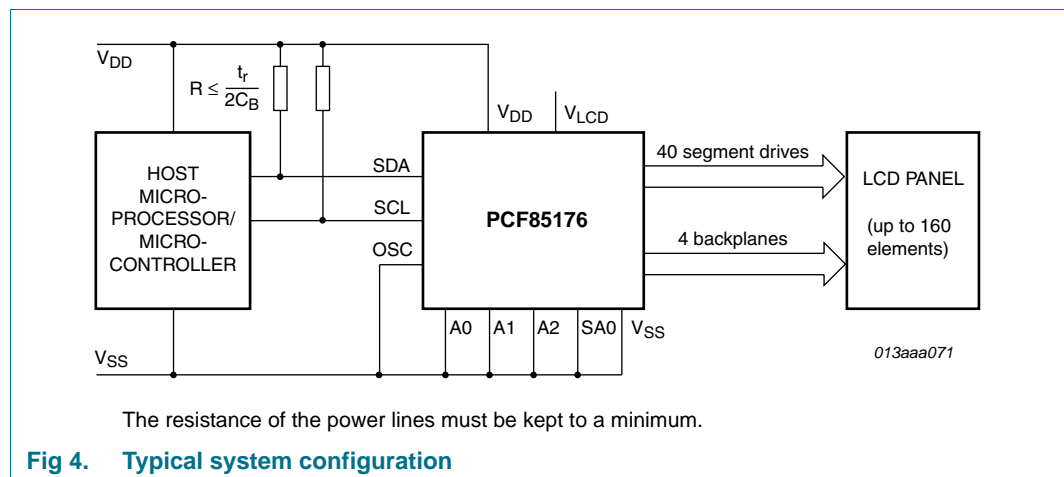 VDD
R ≤ tr
2CB
VDD
VLCD
HOST
MICRO-
PROCESSOR/
MICRO-
CONTROLLER
SDA
SCL
OSC
PCF85176
40 segment drives
4 backplanes
LCD PANEL
(up to 160
elements)
A0 A1 A2 SA0 VSS
VSS
013aaa071
The resistance of the power lines must be kept to a minimum.
Fig 4. Typical system configuration